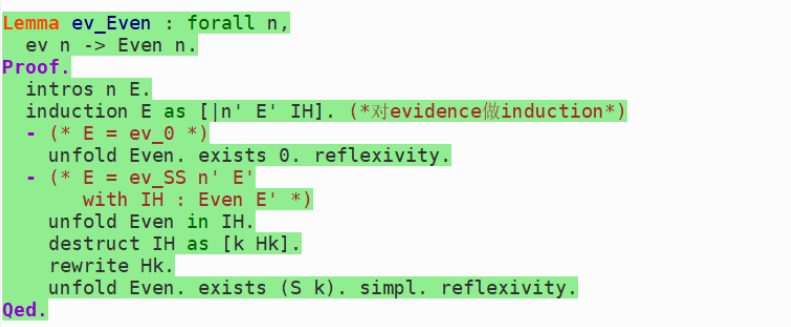 Lemma ev_Even : forall n,
  ev n -> Even n.
Proof.
  intros n E.
  induction E as [|n' E' IH]. (*对evidence做induction*)
  - (* E = ev_0 *)
    unfold Even. exists 0. reflexivity.
  - (* E = ev_SS n' E'
       with IH : Even E' *)
    unfold Even in IH.
    destruct IH as [k Hk].
    rewrite Hk.
    unfold Even. exists (S k). simpl. reflexivity.
Qed.